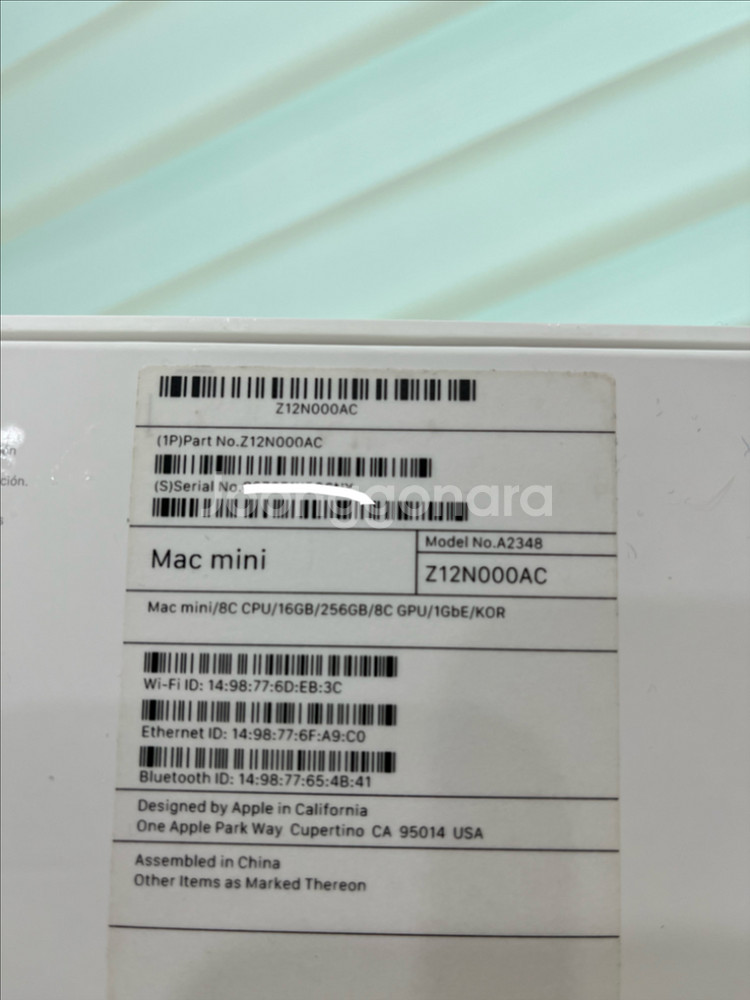 Z12N000AC
(1P)Part No.Z12N000AC
(S)Serial No.
Joonggonara
Mac mini
Model No.A2348
Z12N000AC
Mac mini/8C CPU/16GB/256GB/8C GPU/1GbE/KOR
Wi-Fi ID: 14:98:77:6D:EB:3C
Ethernet ID: 14:98:77:6F:A9:C0
Bluetooth ID: 14:98:77:65:4B:41
Designed by Apple in California
One Apple Park Way Cupertino CA 95014 USA
Assembled in China
Other Items as Marked Thereon
ción.